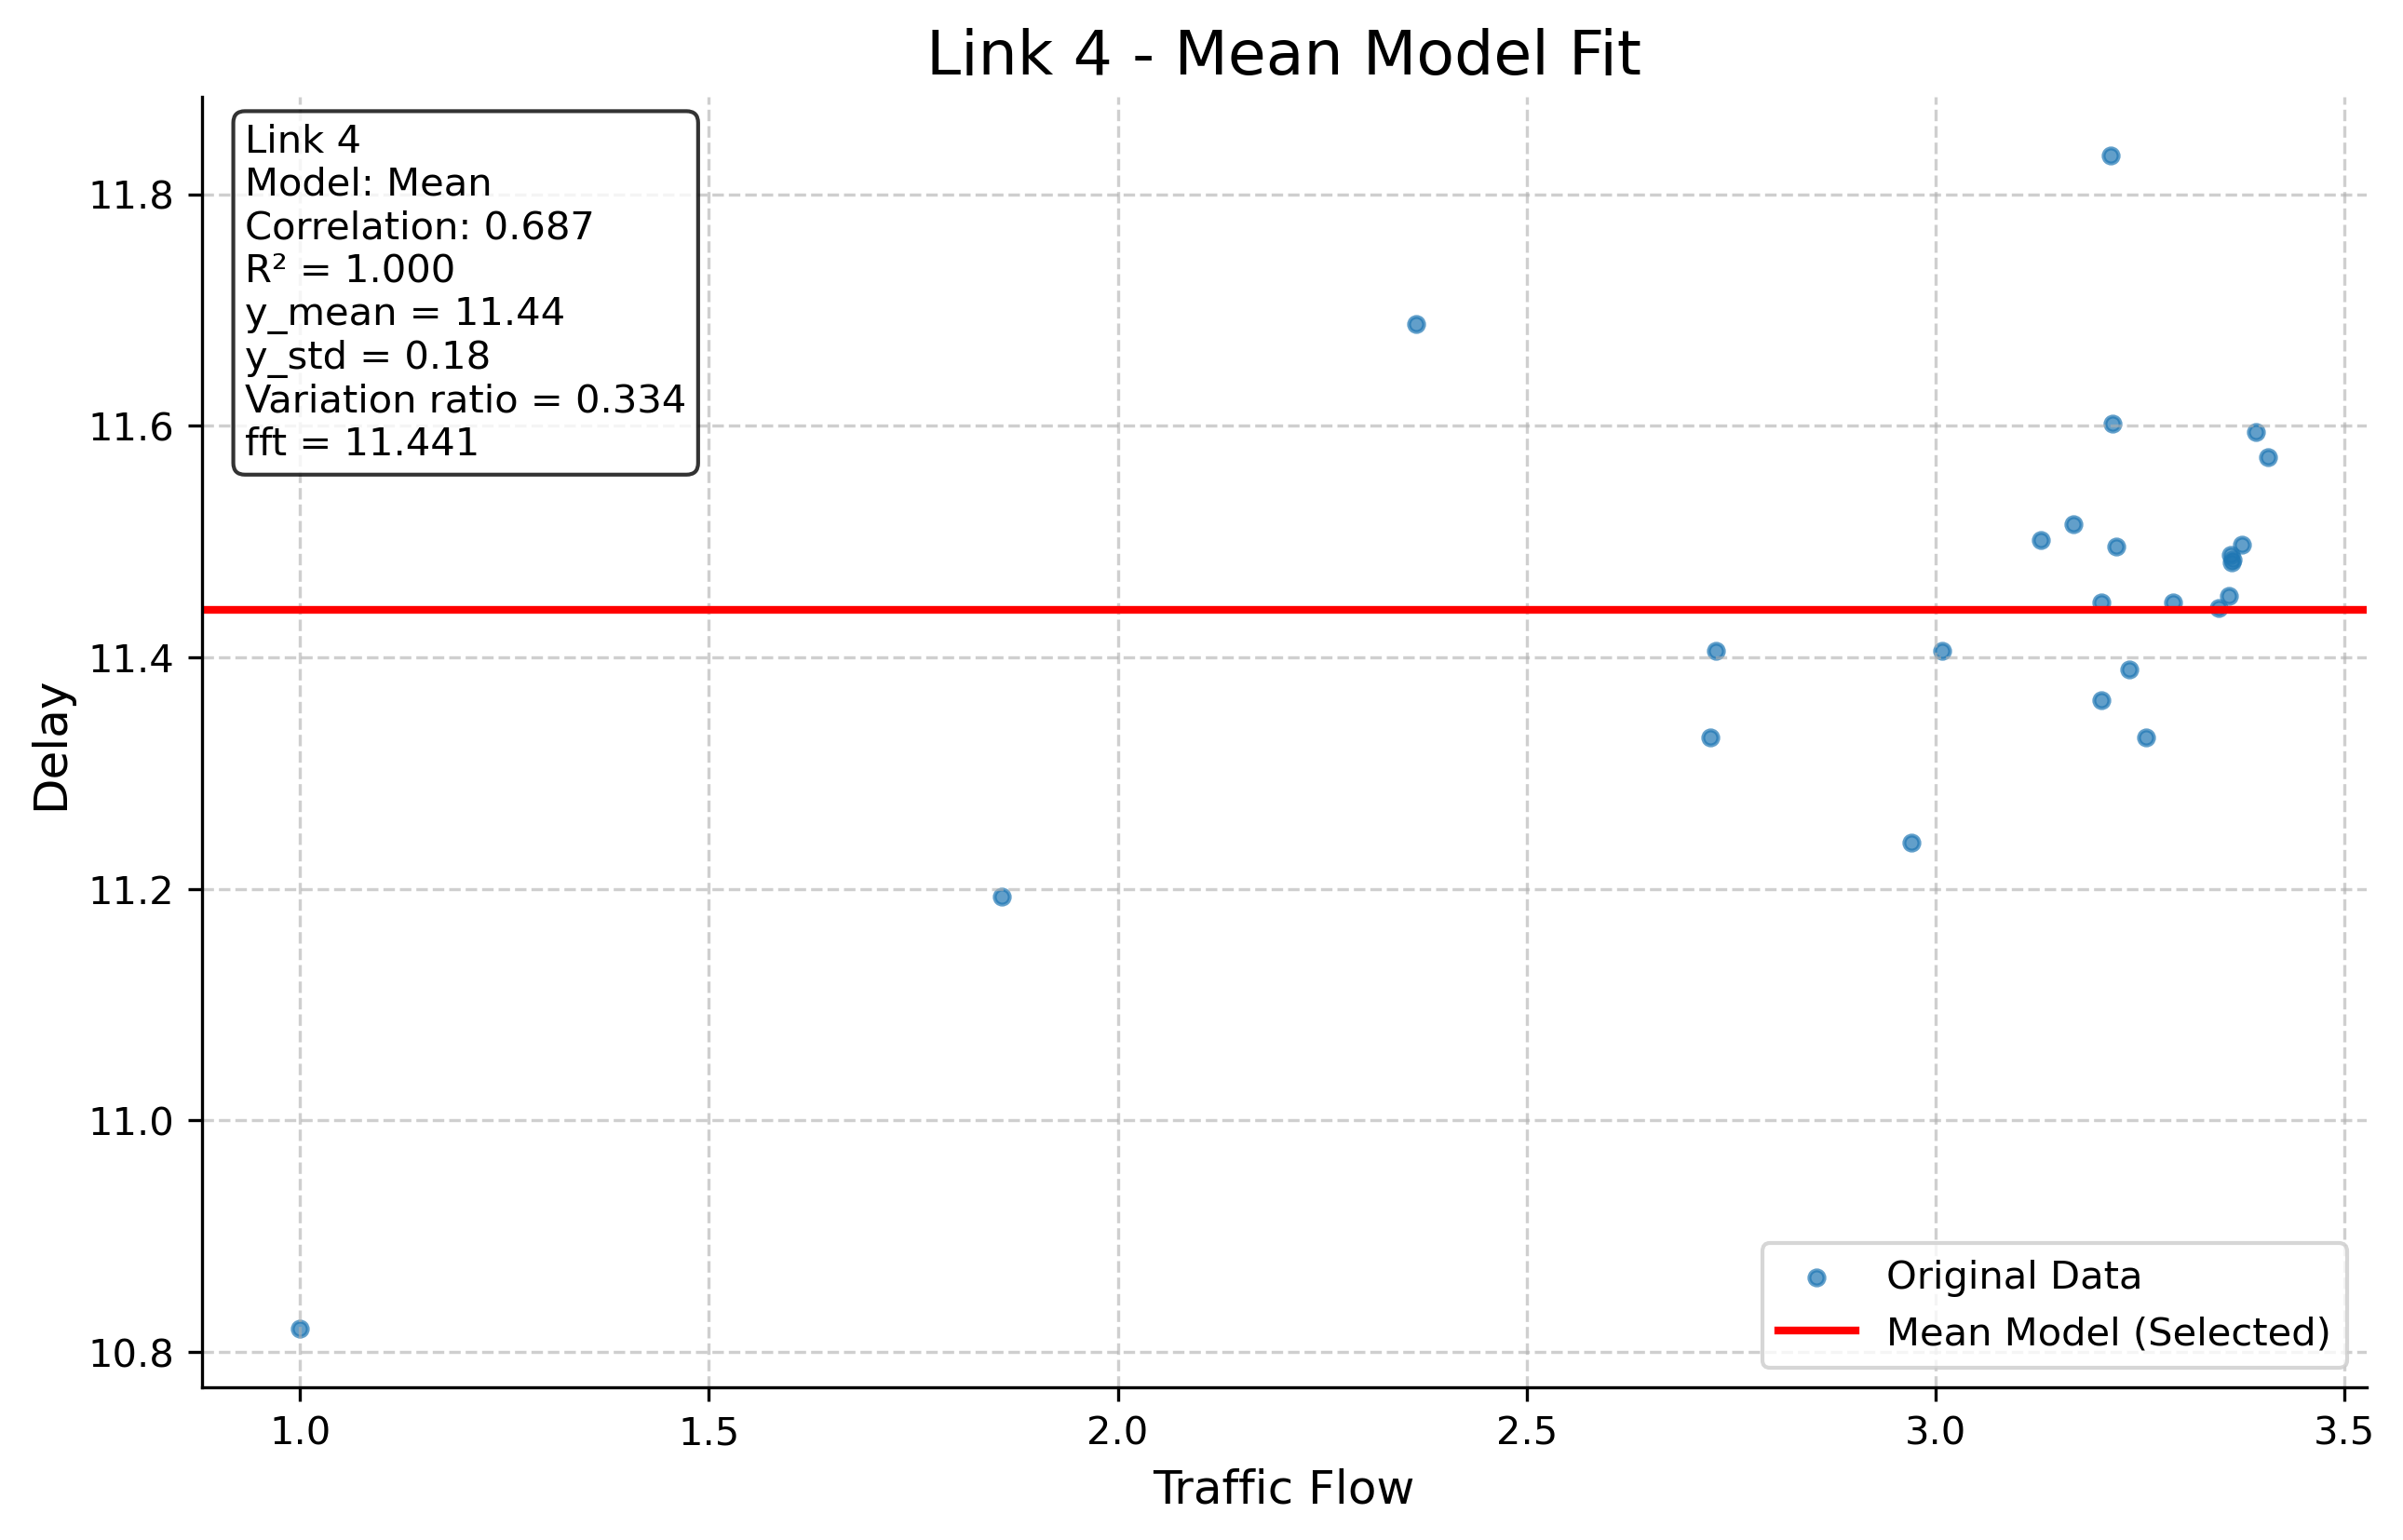 Link 4 - Mean Model Fit
Link 4
Model: Mean
Correlation: 0.687
R² = 1.000
y_mean = 11.44
y_std = 0.18
Variation ratio = 0.334
fft = 11.441
11.8
11.6
11.4
11.2
11.0
10.8
Delay
Original Data
Mean Model (Selected)
1.0 1.5 2.0 2.5 3.0 3.5
Traffic Flow